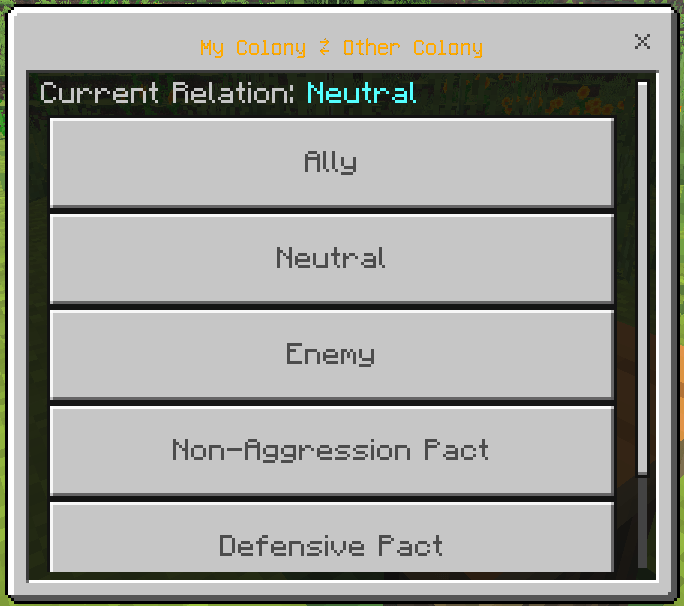 My Colony ⇄ Other Colony
Current Relation: Neutral
Ally
Neutral
Enemy
Non-Aggression Pact
Defensive Pact